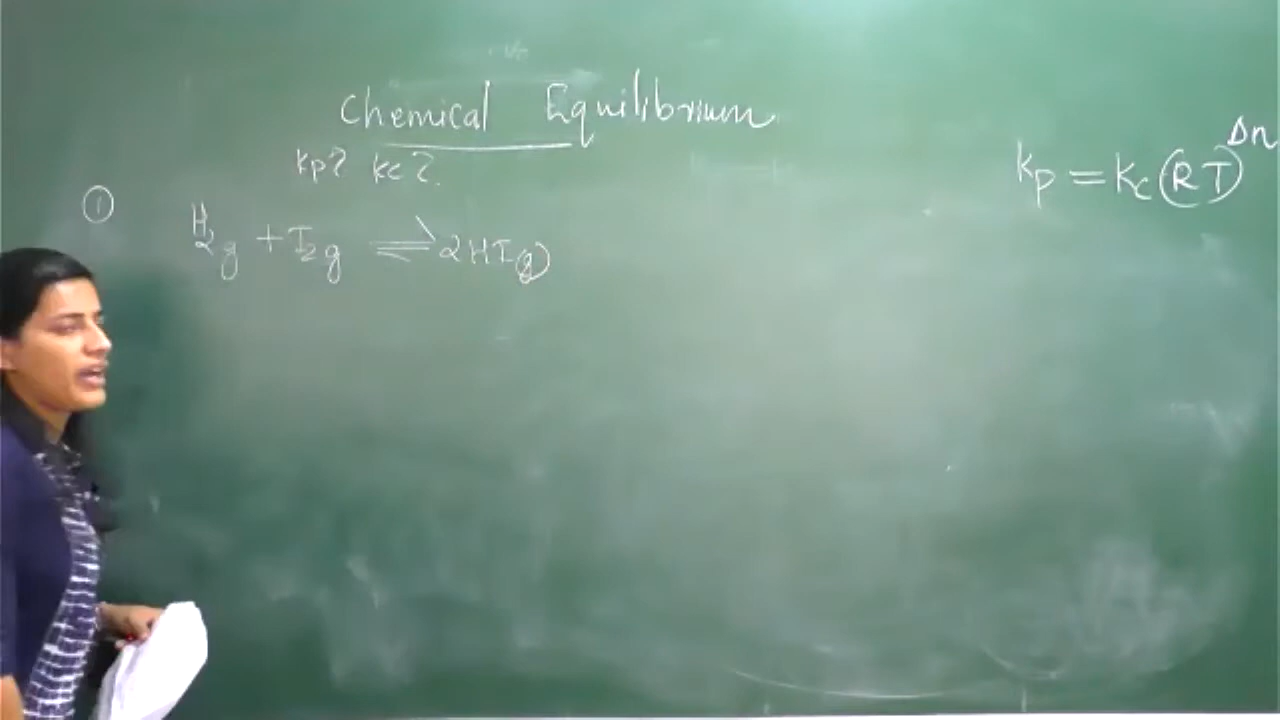 Chemical Equilibrium
kp? kc?.
Kp = Kc (RT)^Δn
① H₂g + I₂g ⇌ 2HI(g)